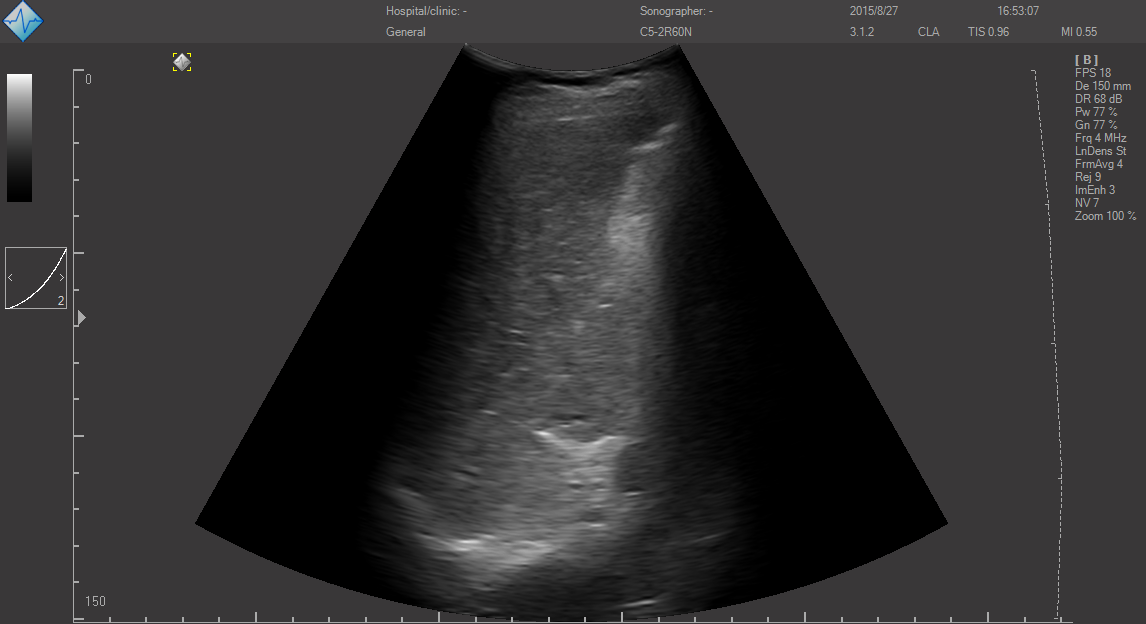 Hospital/clinic: - Sonographer: - 2015/8/27 16:53:07
General C5-2R60N 3.1.2 CLA TIS 0.96 MI 0.55
[ B ]
FPS 18
De 150 mm
DR 68 dB
Pw 77 %
Gn 77 %
Frq 4 MHz
LnDens St
FrmAvg 4
Rej 9
ImEnh 3
NV 7
Zoom 100 %
0
2
150